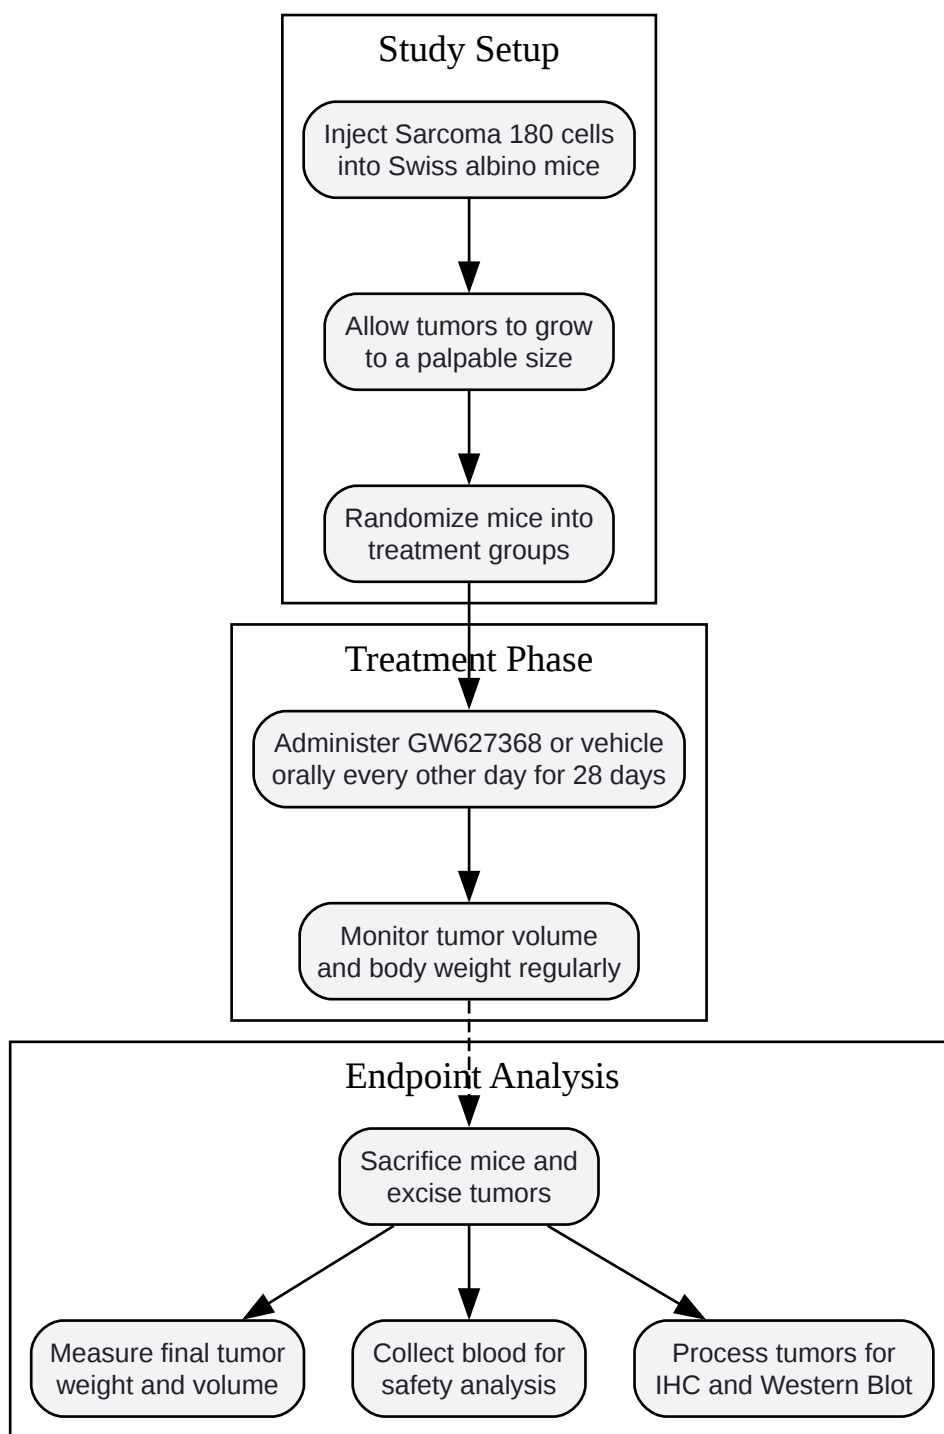 Study Setup
Inject Sarcoma 180 cells
into Swiss albino mice
Allow tumors to grow
to a palpable size
Randomize mice into
treatment groups
Treatment Phase
Administer GW627368 or vehicle
orally every other day for 28 days
Monitor tumor volume
and body weight regularly
Endpoint Analysis
Sacrifice mice and
excise tumors
Measure final tumor
weight and volume
Collect blood for
safety analysis
Process tumors for
IHC and Western Blot